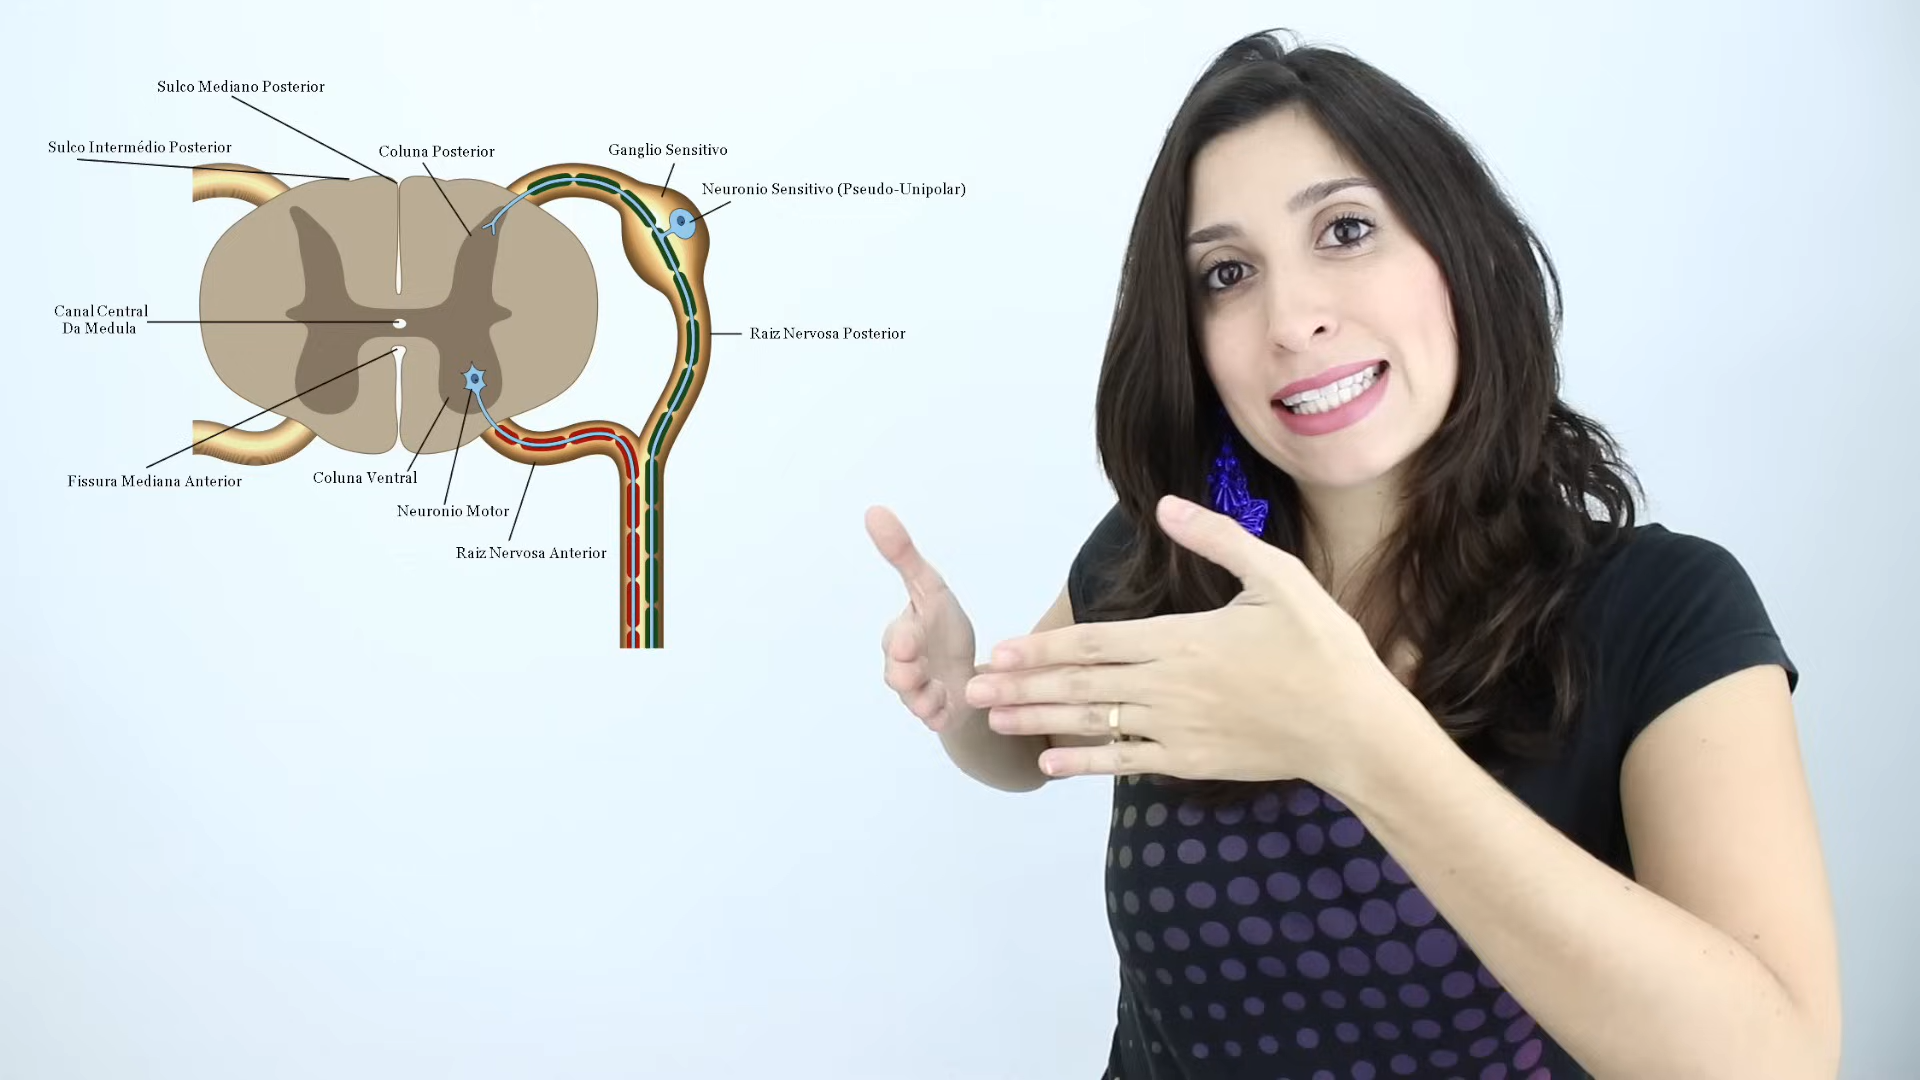 Sulco Mediano Posterior
Sulco Intermédio Posterior
Coluna Posterior
Ganglio Sensitivo
Neuronio Sensitivo (Pseudo-Unipolar)
Canal Central
Da Medula
Raiz Nervosa Posterior
Fissura Mediana Anterior
Coluna Ventral
Neuronio Motor
Raiz Nervosa Anterior